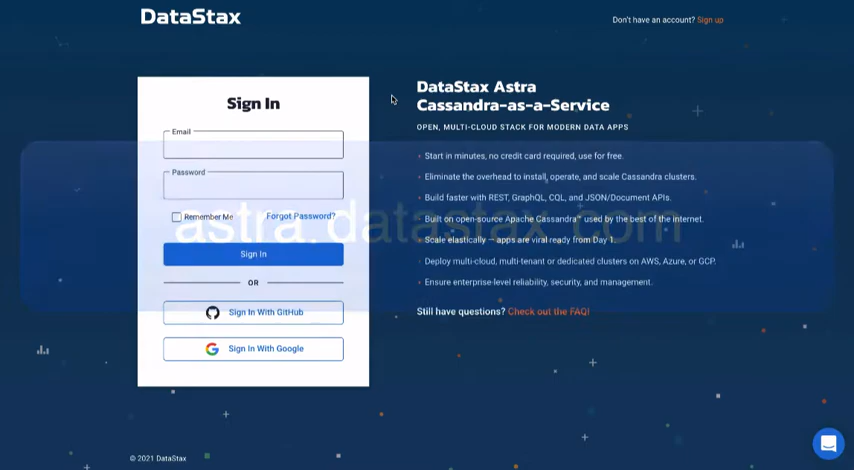 DataStax
Don't have an account? Sign up
Sign In
Email
Password
Remember Me
Forgot Password?
Sign In
OR
Sign In With GitHub
Sign In With Google
DataStax Astra
Cassandra-as-a-Service
OPEN, MULTI-CLOUD STACK FOR MODERN DATA APPS
Start in minutes, no credit card required, use for free.
Eliminate the overhead to install, operate, and scale Cassandra clusters.
Build faster with REST, GraphQL, CQL, and JSON/Document APIs.
Built on open-source Apache Cassandra™ used by the best of the internet.
Scale elastically — apps are viral ready from Day 1.
Deploy multi-cloud, multi-tenant or dedicated clusters on AWS, Azure, or GCP.
Ensure enterprise-level reliability, security, and management.
Still have questions? Check out the FAQ!
astra.datastax.com
© 2021 DataStax